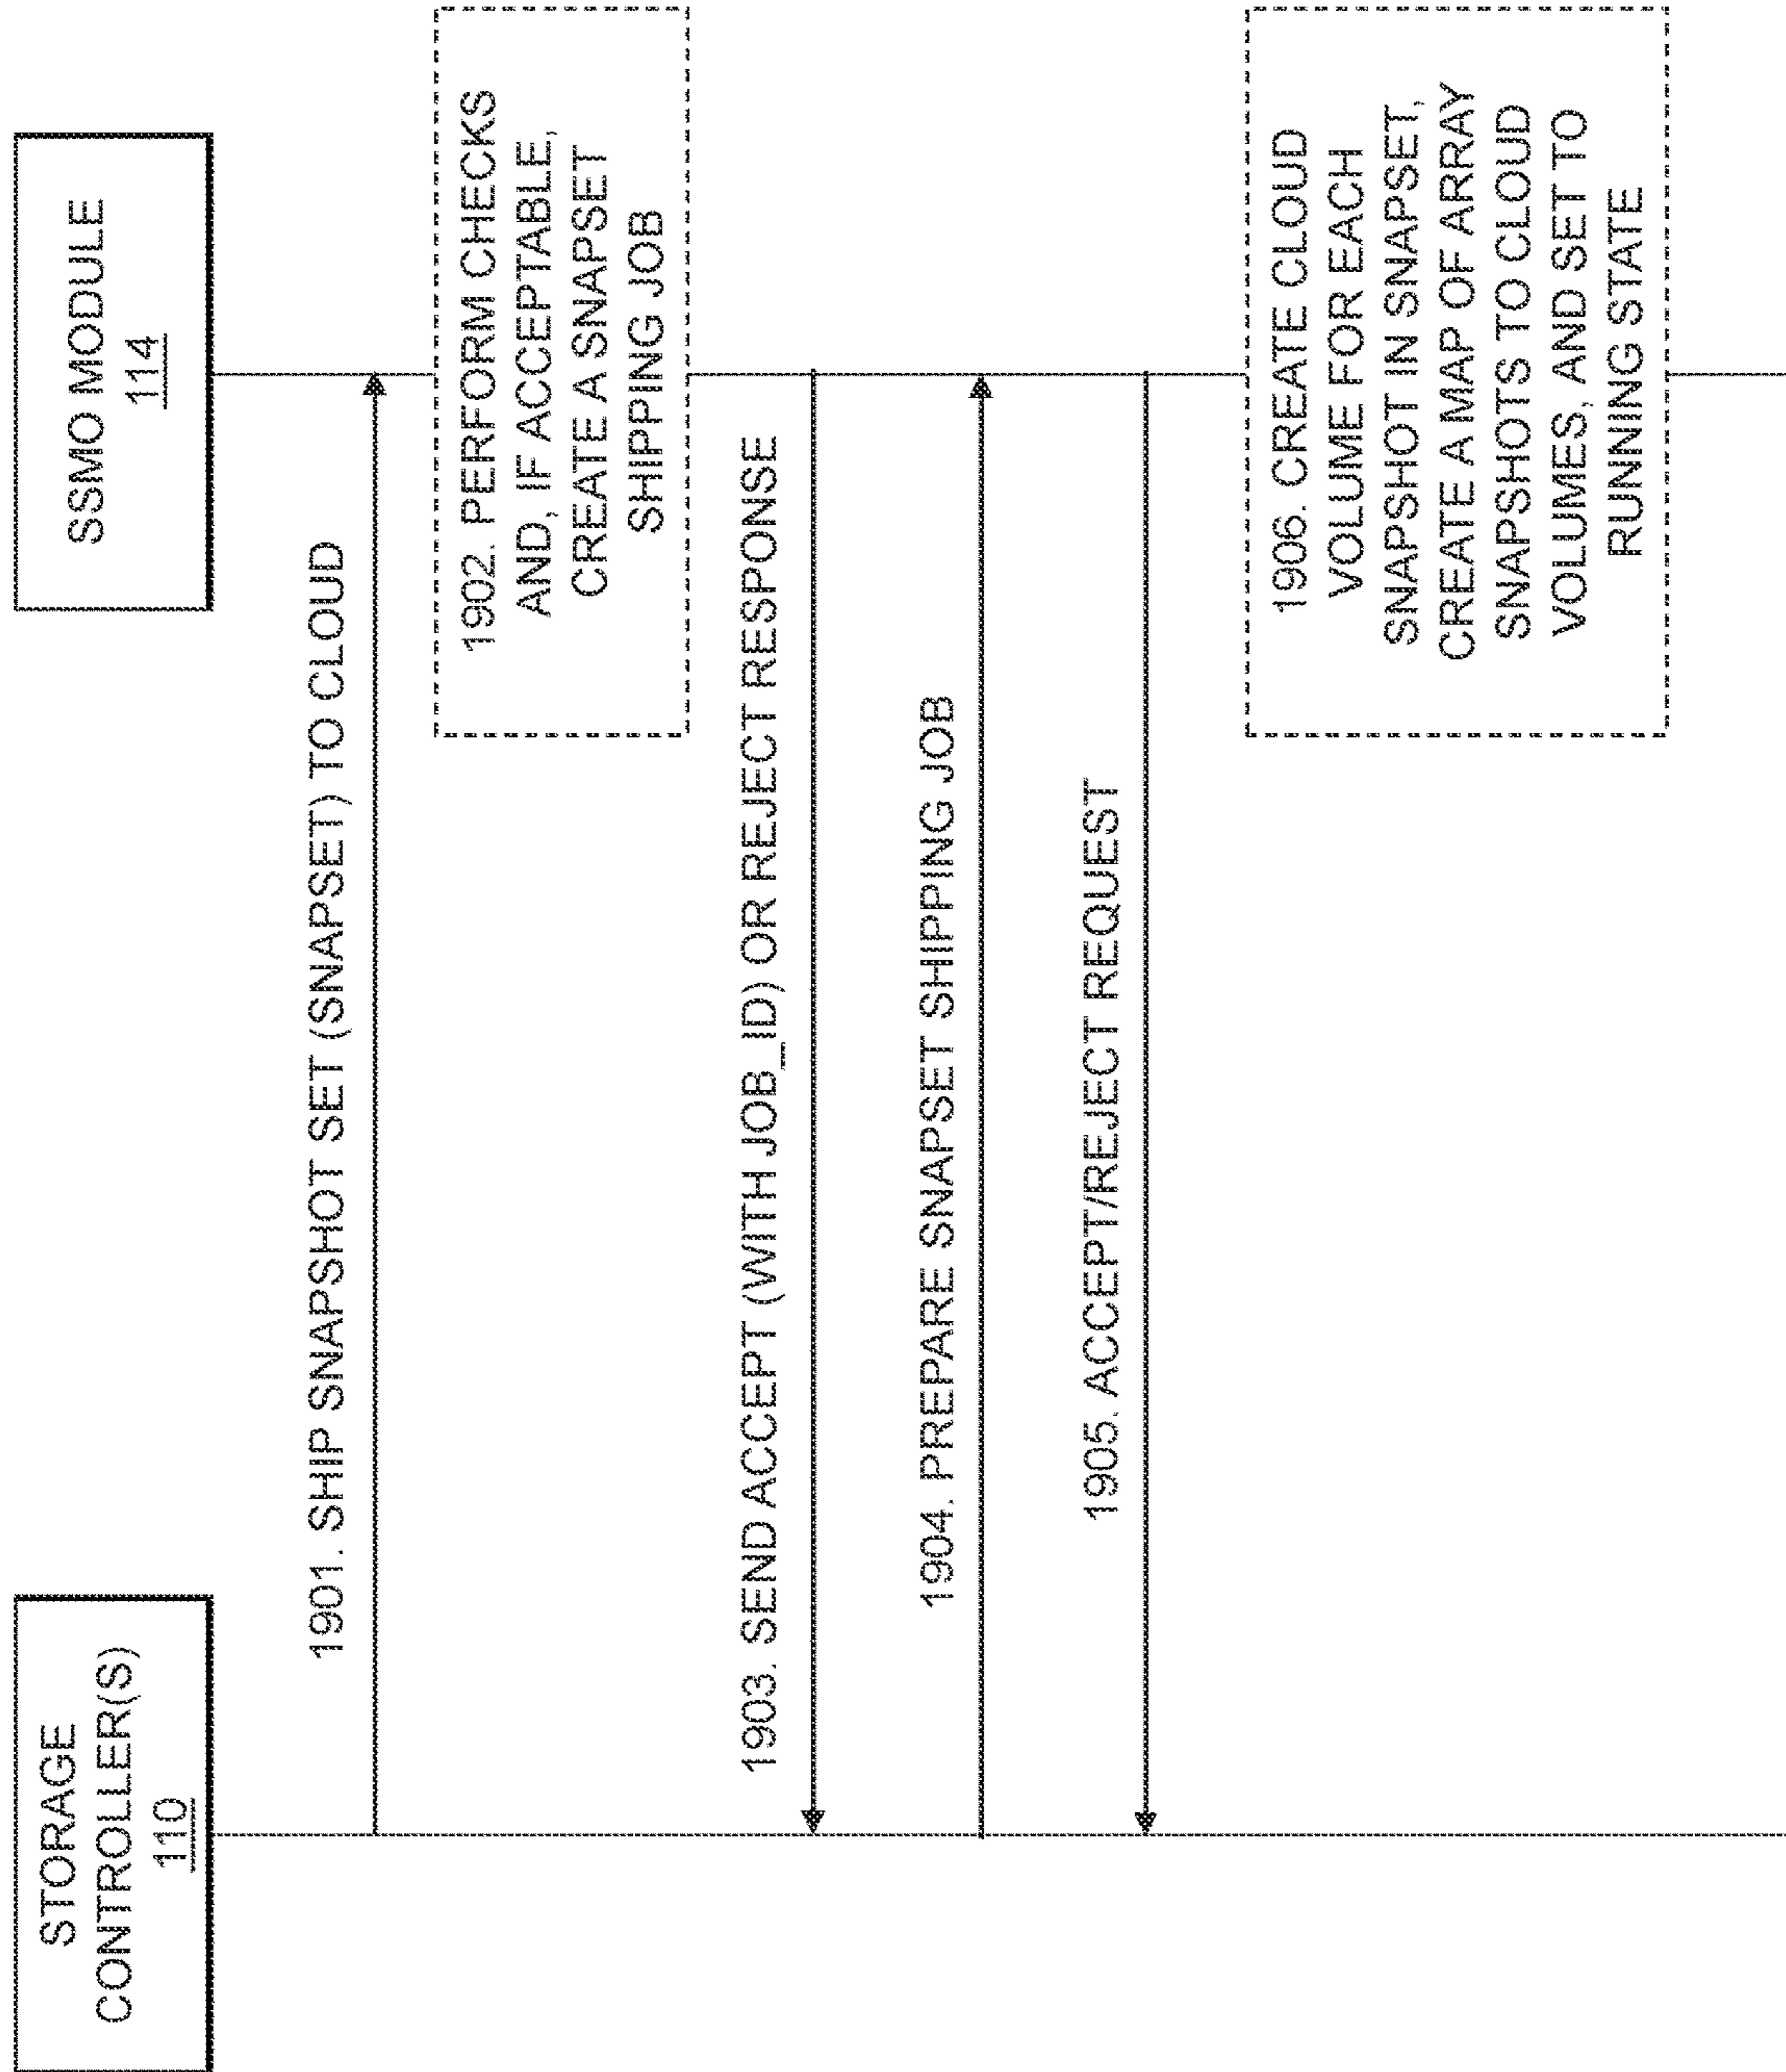 STORAGE
CONTROLLER(S)
110
SSMO MODULE
114
1901. SHIP SNAPSHOT SET (SNAPSET) TO CLOUD
1902. PERFORM CHECKS
AND, IF ACCEPTABLE,
CREATE A SNAPSET
SHIPPING JOB
1903. SEND ACCEPT (WITH JOB_ID) OR REJECT RESPONSE
1904. PREPARE SNAPSET SHIPPING JOB
1905. ACCEPT/REJECT REQUEST
1906. CREATE CLOUD
VOLUME FOR EACH
SNAPSHOT IN SNAPSET,
CREATE A MAP OF ARRAY
SNAPSHOTS TO CLOUD
VOLUMES, AND SET TO
RUNNING STATE